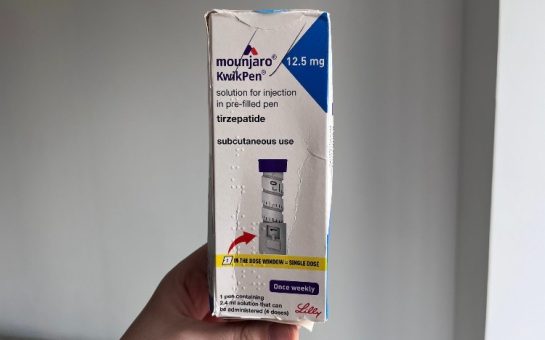 mounjaro®
12.5 mg
KwikPen®
solution for injection
in pre-filled pen
tirzepatide
subcutaneous use
1 IN THE DOSE WINDOW = SINGLE DOSE
Once weekly
1 pen containing
2.4 ml solution that can
be administered (4 doses)
Lilly